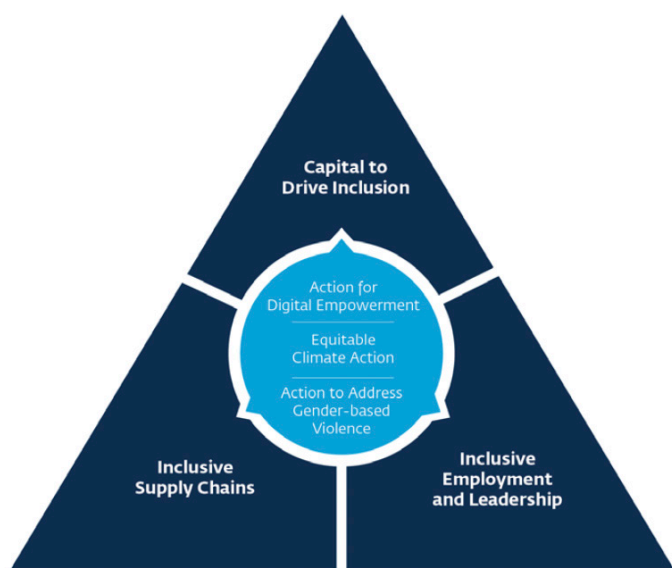 Capital to
Drive Inclusion
Action for
Digital Empowerment
Equitable
Climate Action
Action to Address
Gender-based
Violence
Inclusive
Supply Chains
Inclusive
Employment
and Leadership